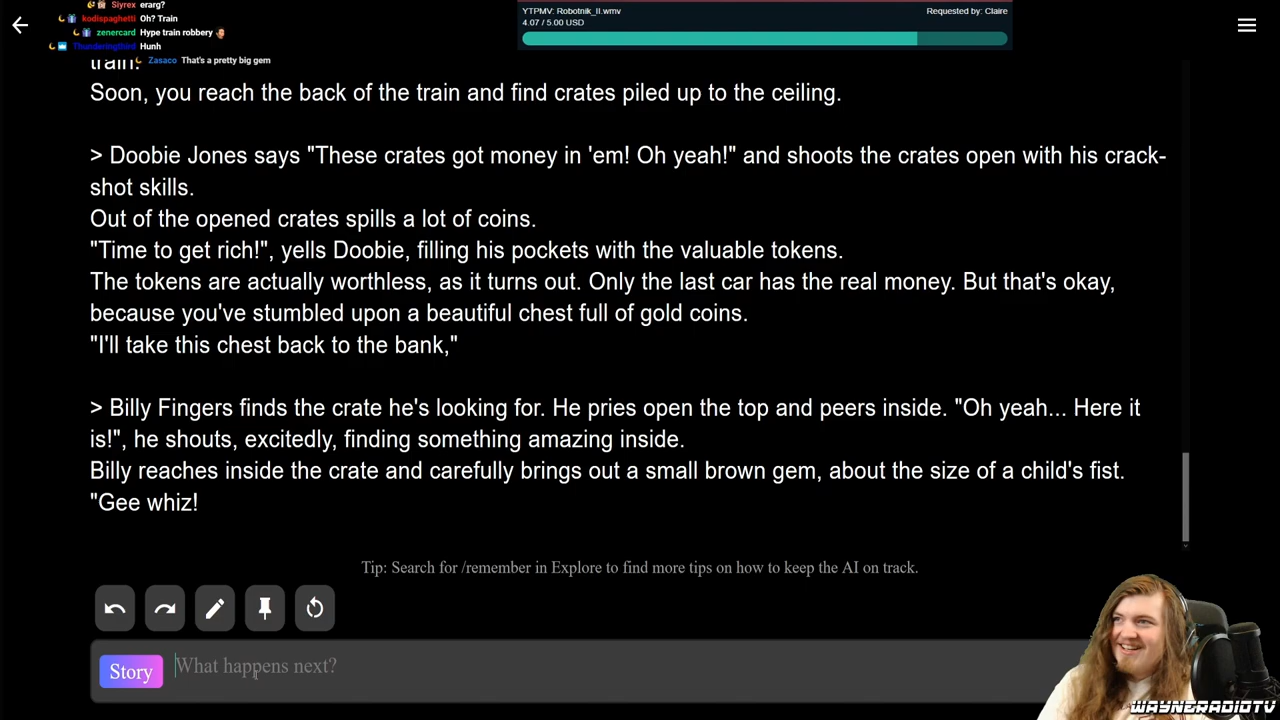 Siyrex erarg?
kodispaghetti Oh? Train
zenercard Hype train robbery
Thunderingthird Hunh
Zasaco That's a pretty big gem
YTPMV: Robotnik_II.wmv
Requested by: Claire
4.07 / 5.00 USD
train!
Soon, you reach the back of the train and find crates piled up to the ceiling.
> Doobie Jones says "These crates got money in 'em! Oh yeah!" and shoots the crates open with his crack-
shot skills.
Out of the opened crates spills a lot of coins.
"Time to get rich!", yells Doobie, filling his pockets with the valuable tokens.
The tokens are actually worthless, as it turns out. Only the last car has the real money. But that's okay,
because you've stumbled upon a beautiful chest full of gold coins.
"I'll take this chest back to the bank,"
> Billy Fingers finds the crate he's looking for. He pries open the top and peers inside. "Oh yeah... Here it
is!", he shouts, excitedly, finding something amazing inside.
Billy reaches inside the crate and carefully brings out a small brown gem, about the size of a child's fist.
"Gee whiz!
Tip: Search for /remember in Explore to find more tips on how to keep the AI on track.
Story
What happens next?
WAYNERADIOTV